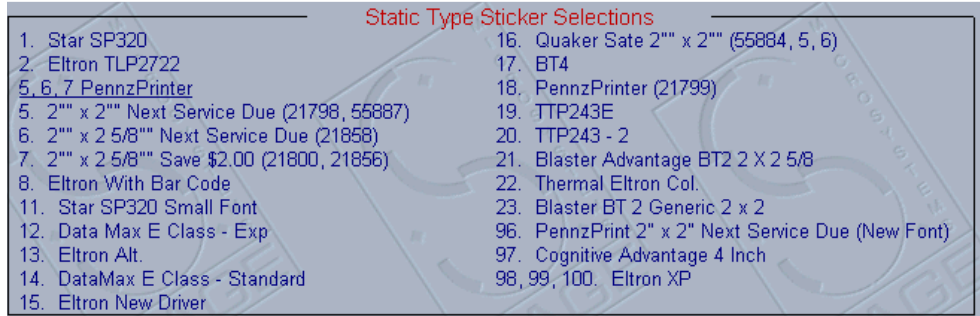 Static Type Sticker Selections
1. Star SP320
2. Eltron TLP2722
5, 6, 7 PennzPrinter
5. 2"" x 2"" Next Service Due (21798, 55887)
6. 2"" x 2 5/8"" Next Service Due (21858)
7. 2"" x 2 5/8"" Save $2.00 (21800, 21856)
8. Eltron With Bar Code
11. Star SP320 Small Font
12. Data Max E Class - Exp
13. Eltron Alt.
14. DataMax E Class - Standard
15. Eltron New Driver
16. Quaker Sate 2"" x 2"" (55884, 5, 6)
17. BT4
18. PennzPrinter (21799)
19. TTP243E
20. TTP243 - 2
21. Blaster Advantage BT2 2 X 2 5/8
22. Thermal Eltron Col.
23. Blaster BT 2 Generic 2 x 2
96. PennzPrint 2" x 2" Next Service Due (New Font)
97. Cognitive Advantage 4 Inch
98, 99, 100. Eltron XP